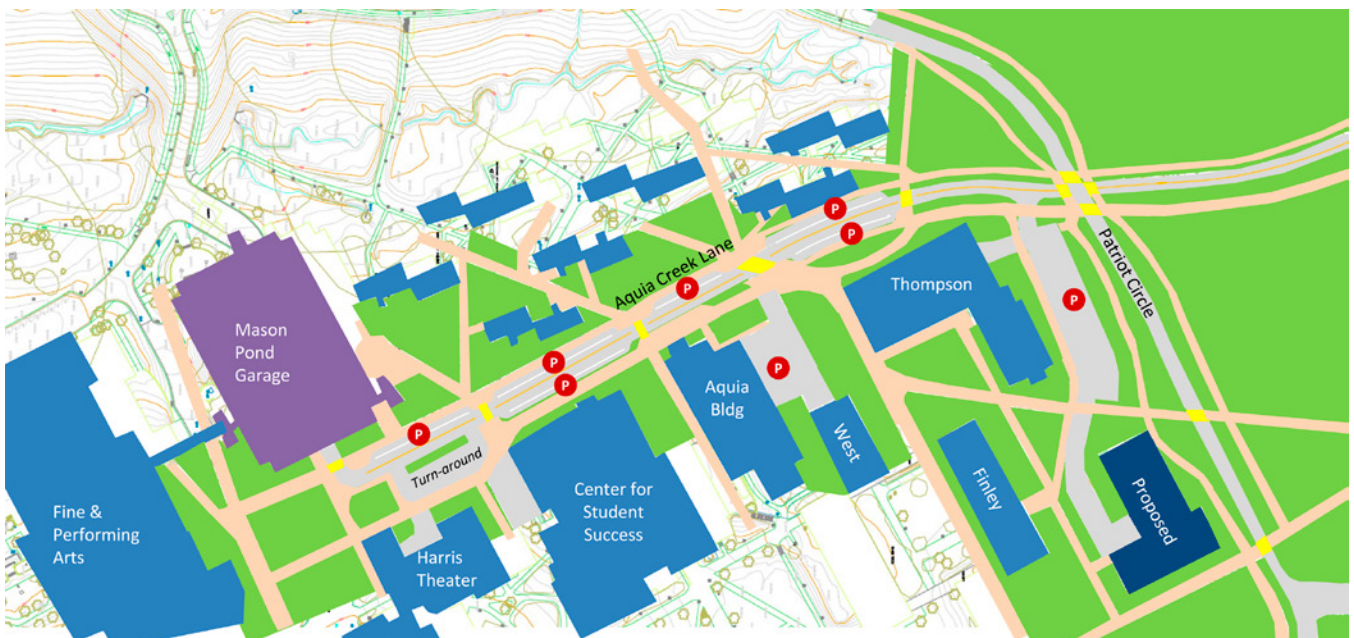 P
P
Aquia Creek Lane
P
Patriot Circle
Thompson
P
Mason
Pond
Garage
P
P
P
Aquia
Bldg
P
West
Turn-around
Finley
Proposed
Fine &
Performing
Arts
Center for
Student
Success
Harris
Theater